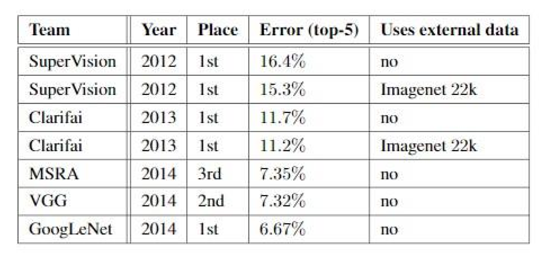 Team Year Place Error (top-5) Uses external data
SuperVision 2012 1st 16.4% no
SuperVision 2012 1st 15.3% Imagenet 22k
Clarifai 2013 1st 11.7% no
Clarifai 2013 1st 11.2% Imagenet 22k
MSRA 2014 3rd 7.35% no
VGG 2014 2nd 7.32% no
GoogLeNet 2014 1st 6.67% no